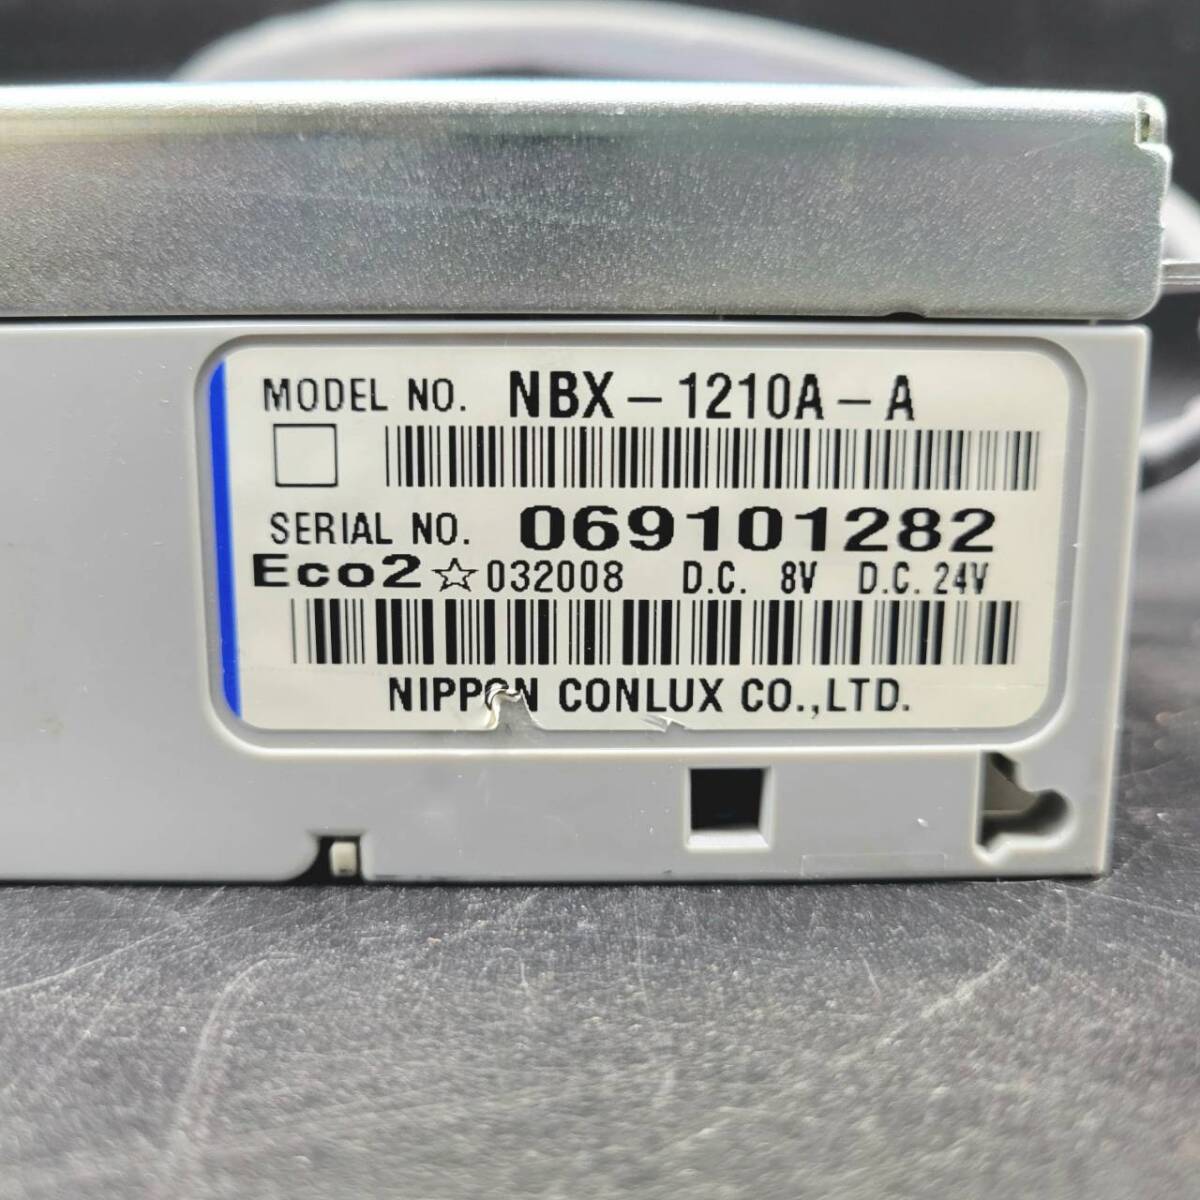 MODEL NO. NBX-1210A-A
SERIAL NO. 069101282
Eco2☆032008 D.C. 8V D.C. 24V
NIPPON CONLUX CO.,LTD.